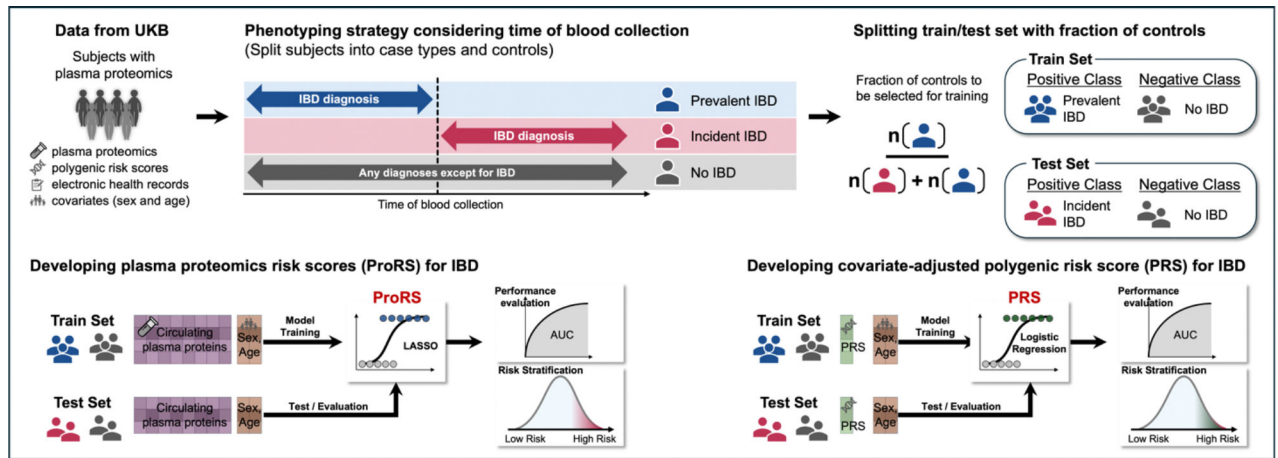 Data from UKB
Subjects with
plasma proteomics
plasma proteomics
polygenic risk scores
electronic health records
covariates (sex and age)
Phenotyping strategy considering time of blood collection
(Split subjects into case types and controls)
IBD diagnosis
Prevalent IBD
IBD diagnosis
Incident IBD
Any diagnoses except for IBD
No IBD
Time of blood collection
Splitting train/test set with fraction of controls
Fraction of controls to
be selected for training
n( )
n( ) + n( )
Train Set
Positive Class
Negative Class
Prevalent
IBD
No IBD
Test Set
Positive Class
Negative Class
Incident
IBD
No IBD
Developing plasma proteomics risk scores (ProRS) for IBD
Train Set
Circulating
plasma proteins
Sex,
Age
Model
Training
ProRS
LASSO
Performance
evaluation
AUC
Test Set
Circulating
plasma proteins
Sex,
Age
Test / Evaluation
Risk Stratification
Low Risk
High Risk
Developing covariate-adjusted polygenic risk score (PRS) for IBD
Train Set
PRS
Sex,
Age
Model
Training
PRS
Logistic
Regression
Performance
evaluation
AUC
Test Set
PRS
Sex,
Age
Test / Evaluation
Risk Stratification
Low Risk
High Risk